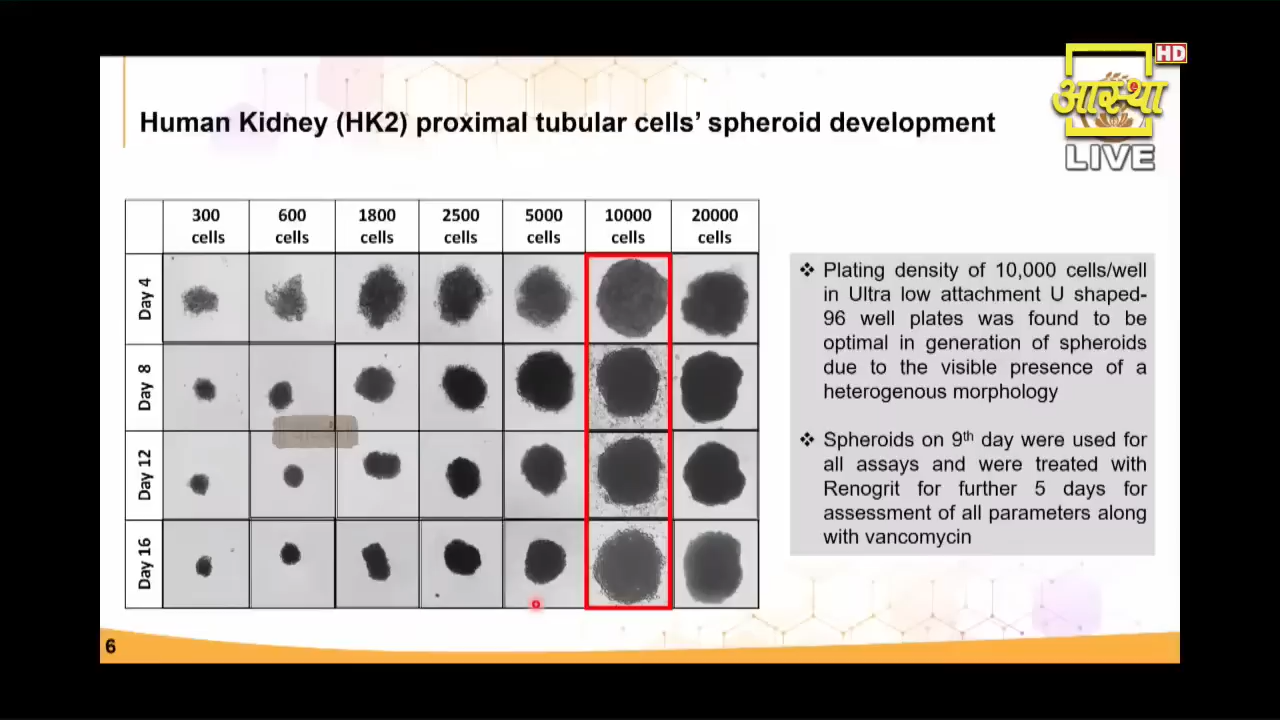 HD
आस्था
LIVE
Human Kidney (HK2) proximal tubular cells’ spheroid development
300 cells
600 cells
1800 cells
2500 cells
5000 cells
10000 cells
20000 cells
Day 4
Day 8
Day 12
Day 16
❖ Plating density of 10,000 cells/well
in Ultra low attachment U shaped-
96 well plates was found to be
optimal in generation of spheroids
due to the visible presence of a
heterogenous morphology
❖ Spheroids on 9th day were used for
all assays and were treated with
Renogrit for further 5 days for
assessment of all parameters along
with vancomycin
6